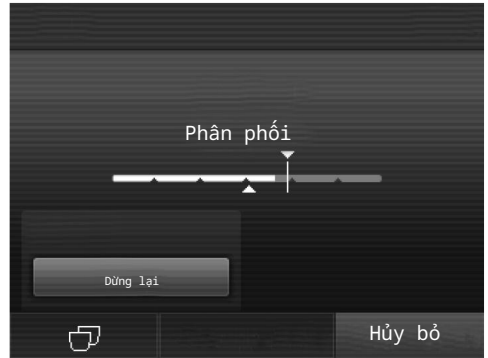 Phân phối
Dừng lại
Hủy bỏ